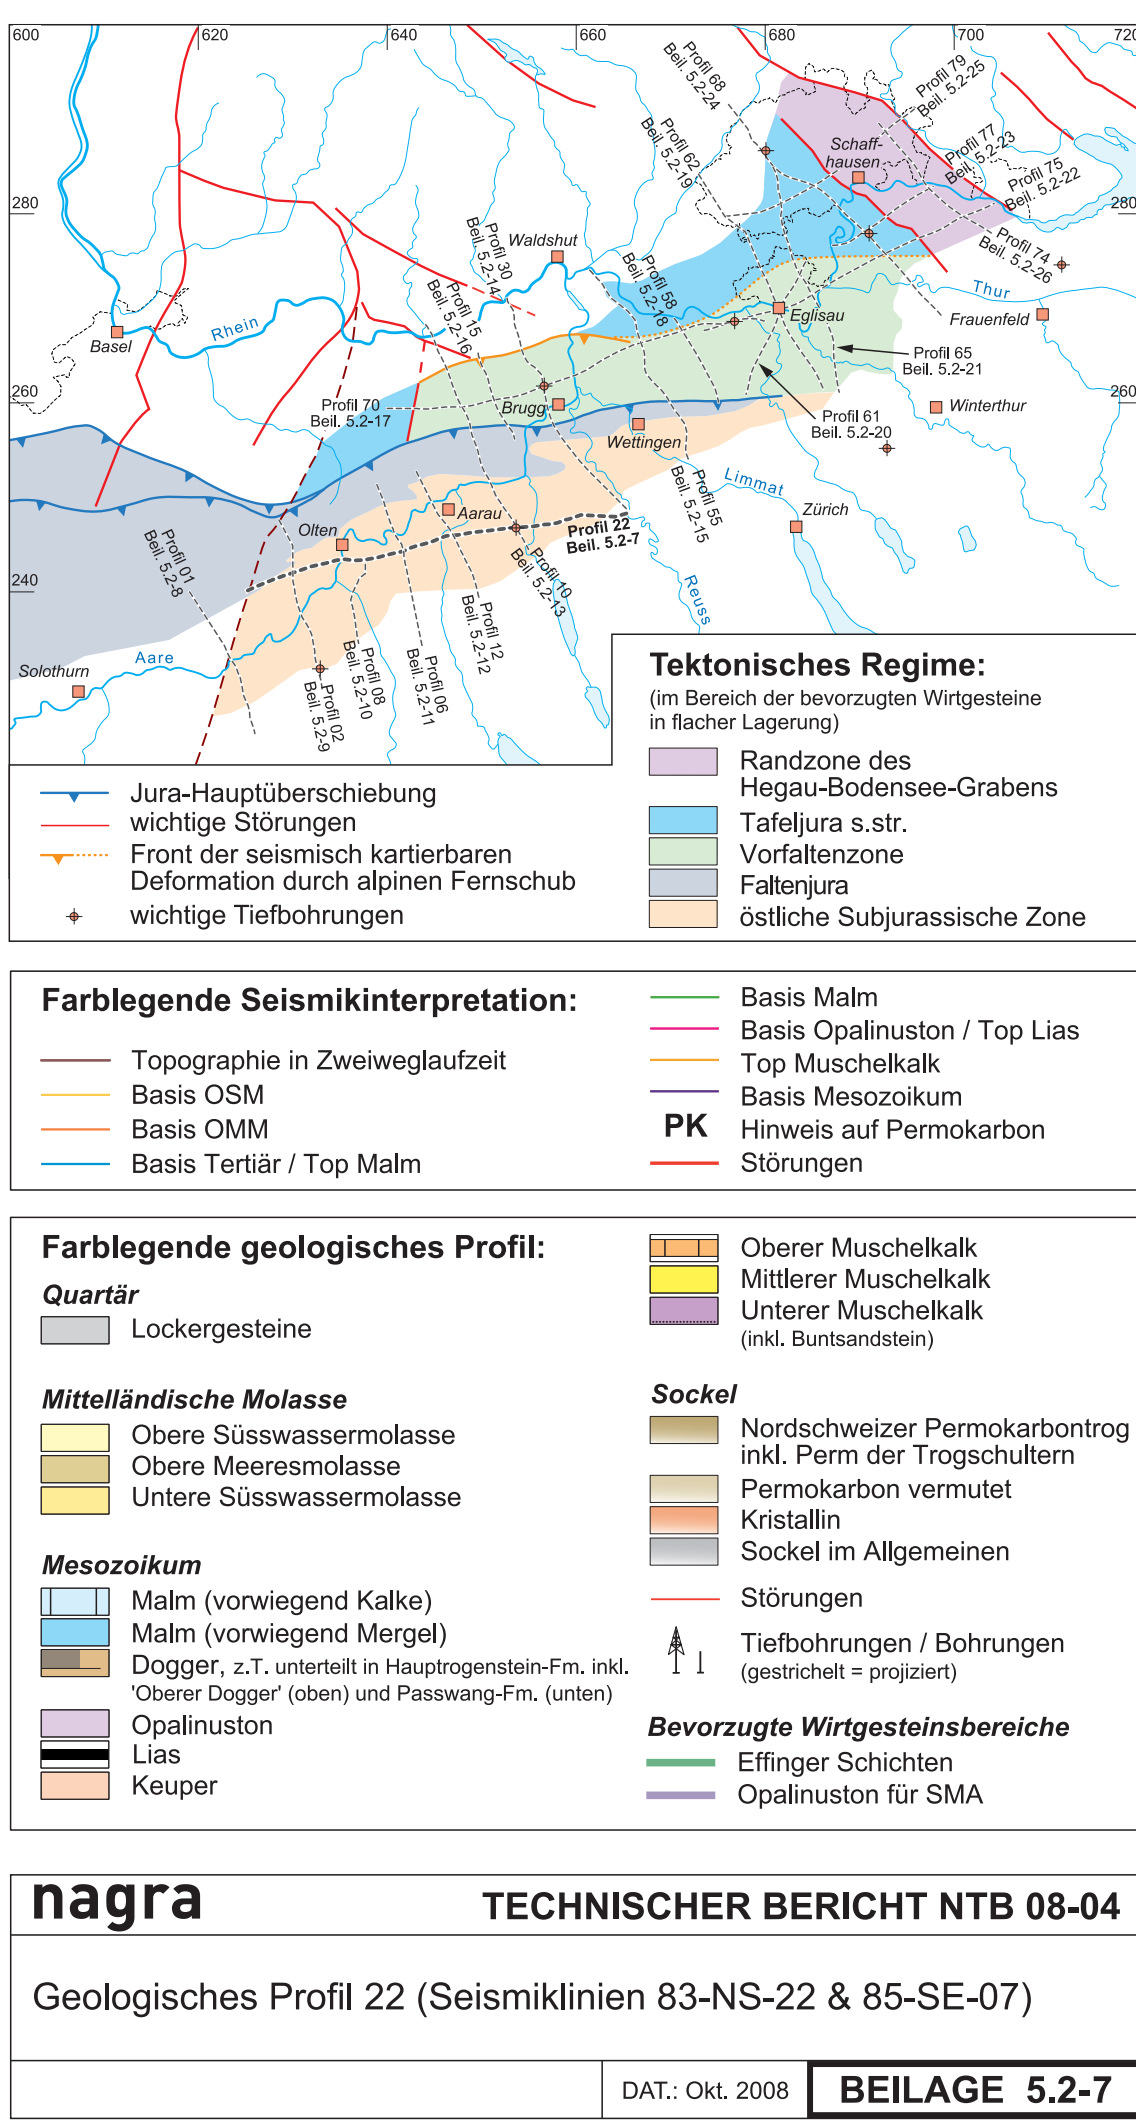 600
620
640
660
680
700
720
Profil 68
Beil. 5.2-24
Profil 79
Beil. 5.2-25
Profil 62
Beil. 5.2-19
Schaff-
hausen
Profil 77
Beil. 5.2-23
Profil 75
Beil. 5.2-22
280
280
Profil 30
Beil. 5.2-14
Waldshut
Profil 74
Beil. 5.2-26
Profil 58
Beil. 5.2-18
Profil 15
Beil. 5.2-16
Thur
Rhein
Basel
Eglisau
Frauenfeld
Profil 65
Beil. 5.2-21
260
260
Profil 70
Beil. 5.2-17
Brugg
Profil 61
Beil. 5.2-20
Winterthur
Wettingen
Limmat
Profil 55
Beil. 5.2-15
Zürich
Aarau
Olten
Profil 22
Beil. 5.2-7
Profil 01
Beil. 5.2-8
240
Profil 10
Beil. 5.2-13
Reuss
Profil 12
Beil. 5.2-12
Profil 06
Beil. 5.2-11
Profil 08
Beil. 5.2-10
Profil 02
Beil. 5.2-9
Aare
Solothurn
Tektonisches Regime:
(im Bereich der bevorzugten Wirtgesteine
in flacher Lagerung)
Randzone des
Hegau-Bodensee-Grabens
Tafeljura s.str.
Vorfaltenzone
Faltenjura
östliche Subjurassische Zone
Jura-Hauptüberschiebung
wichtige Störungen
Front der seismisch kartierbaren
Deformation durch alpinen Fernschub
wichtige Tiefbohrungen
Farblegende Seismikinterpretation:
Topographie in Zweiweglaufzeit
Basis OSM
Basis OMM
Basis Tertiär / Top Malm
Basis Malm
Basis Opalinuston / Top Lias
Top Muschelkalk
Basis Mesozoikum
PK Hinweis auf Permokarbon
Störungen
Farblegende geologisches Profil:
Quartär
Lockergesteine
Mittelländische Molasse
Obere Süsswassermolasse
Obere Meeresmolasse
Untere Süsswassermolasse
Mesozoikum
Malm (vorwiegend Kalke)
Malm (vorwiegend Mergel)
Dogger, z.T. unterteilt in Hauptrogenstein-Fm. inkl.
'Oberer Dogger' (oben) und Passwang-Fm. (unten)
Opalinuston
Lias
Keuper
Oberer Muschelkalk
Mittlerer Muschelkalk
Unterer Muschelkalk
(inkl. Buntsandstein)
Sockel
Nordschweizer Permokarbontrog
inkl. Perm der Trogschultern
Permokarbon vermutet
Kristallin
Sockel im Allgemeinen
Störungen
Tiefbohrungen / Bohrungen
(gestrichelt = projiziert)
Bevorzugte Wirtgesteinsbereiche
Effinger Schichten
Opalinuston für SMA
nagra
TECHNISCHER BERICHT NTB 08-04
Geologisches Profil 22 (Seismiklinien 83-NS-22 & 85-SE-07)
DAT.: Okt. 2008
BEILAGE 5.2-7